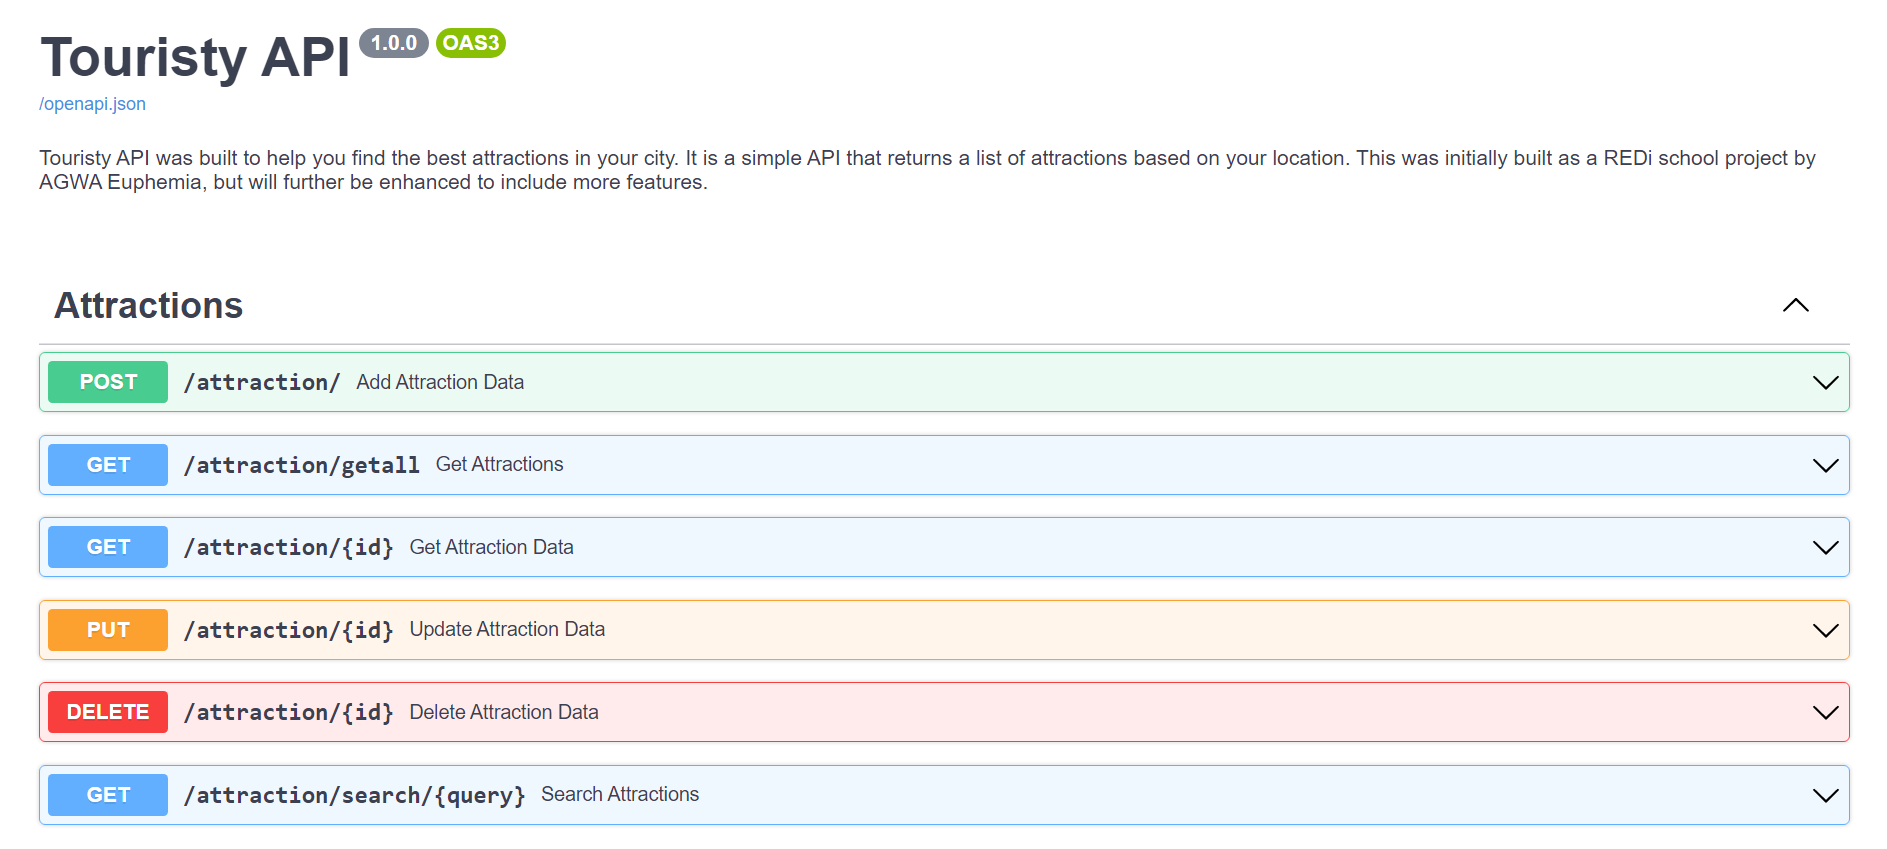 Touristy API 1.0.0 OAS3
/openapi.json
Touristy API was built to help you find the best attractions in your city. It is a simple API that returns a list of attractions based on your location. This was initially built as a REDi school project by
AGWA Euphemia, but will further be enhanced to include more features.
Attractions
POST /attraction/ Add Attraction Data
GET /attraction/getall Get Attractions
GET /attraction/{id} Get Attraction Data
PUT /attraction/{id} Update Attraction Data
DELETE /attraction/{id} Delete Attraction Data
GET /attraction/search/{query} Search Attractions